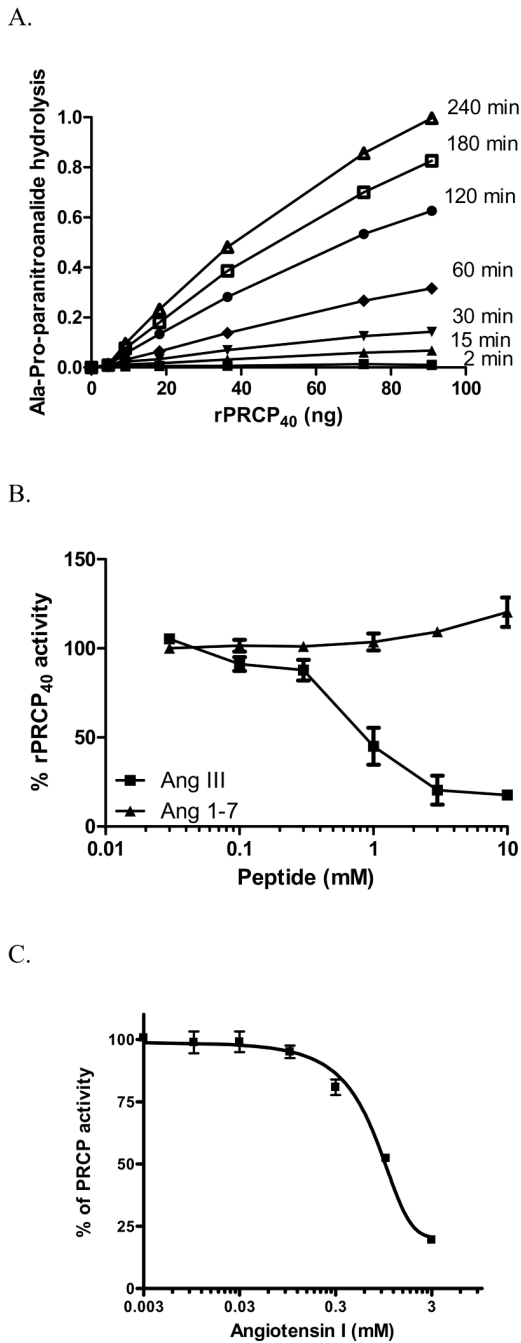 A.
Ala-Pro-paranitroanalide hydrolysis
1.0
0.8
0.6
0.4
0.2
0.0
0 20 40 60 80 100
rPRCP40 (ng)
240 min
180 min
120 min
60 min
30 min
15 min
2 min
B.
% rPRCP40 activity
150
100
50
0
Ang III
Ang 1-7
0.01 0.1 1 10
Peptide (mM)
C.
% of PRCP activity
100
75
50
25
0
0.003 0.03 0.3 3
Angiotensin I (mM)